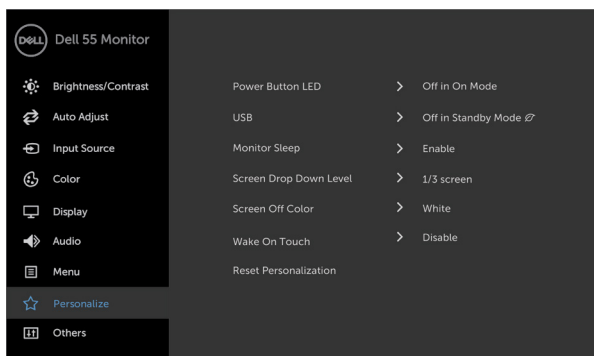 DELL Dell 55 Monitor
Brightness/Contrast
Power Button LED Off in On Mode
Auto Adjust
USB Off in Standby Mode
Input Source
Monitor Sleep Enable
Color
Screen Drop Down Level 1/3 screen
Display
Screen Off Color White
Audio
Wake On Touch Disable
Menu
Reset Personalization
Personalize
Others